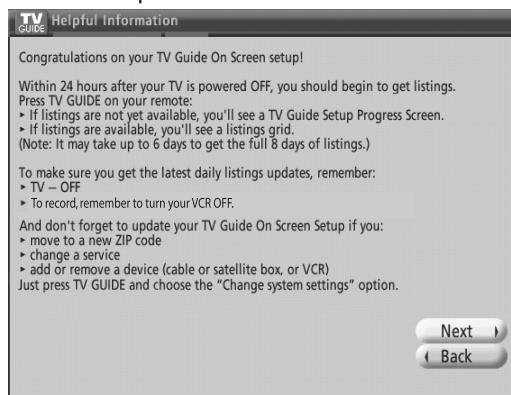 TV GUIDE Helpful Information
Congratulations on your TV Guide On Screen setup!
Within 24 hours after your TV is powered OFF, you should begin to get listings.
Press TV GUIDE on your remote:
▸ If listings are not yet available, you'll see a TV Guide Setup Progress Screen.
▸ If listings are available, you'll see a listings grid.
(Note: It may take up to 6 days to get the full 8 days of listings.)
To make sure you get the latest daily listings updates, remember:
▸ TV – OFF
▸ To record, remember to turn your VCR OFF.
And don't forget to update your TV Guide On Screen Setup if you:
▸ move to a new ZIP code
▸ change a service
▸ add or remove a device (cable or satellite box, or VCR)
Just press TV GUIDE and choose the “Change system settings” option.
Next
Back